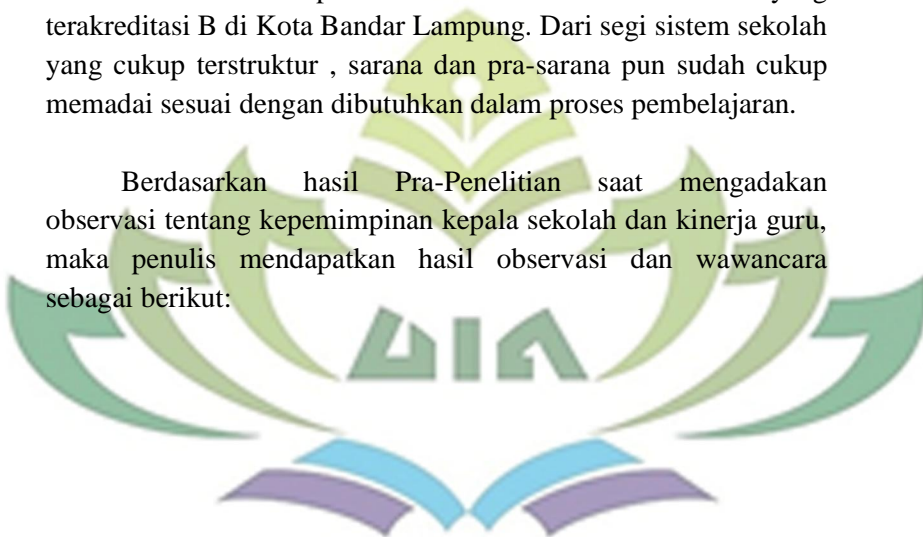 terakreditasi B di Kota Bandar Lampung. Dari segi sistem sekolah
yang cukup terstruktur , sarana dan pra-sarana pun sudah cukup
memadai sesuai dengan dibutuhkan dalam proses pembelajaran.
Berdasarkan hasil Pra-Penelitian saat mengadakan
observasi tentang kepemimpinan kepala sekolah dan kinerja guru,
maka penulis mendapatkan hasil observasi dan wawancara
sebagai berikut:
UIN